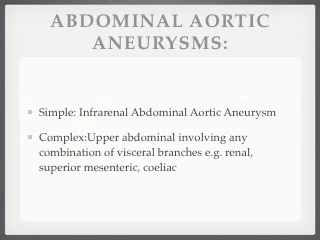 ABDOMINAL AORTIC
ANEURYSMS:
Simple: Infrarenal Abdominal Aortic Aneurysm
Complex:Upper abdominal involving any
combination of visceral branches e.g. renal,
superior mesenteric, coeliac